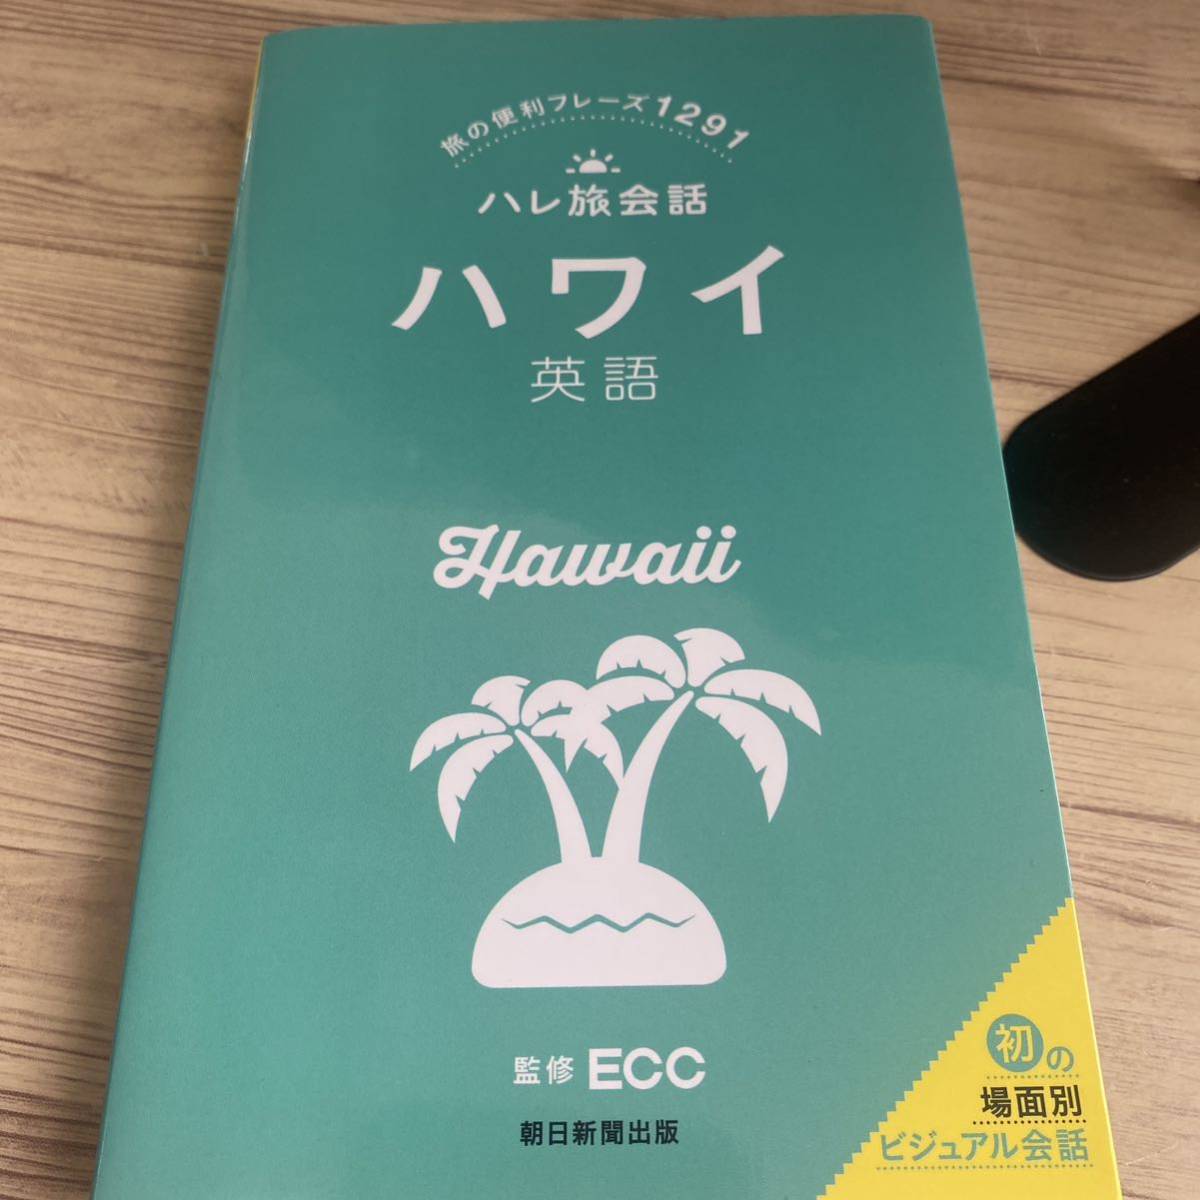 旅の便利フレーズ1291
ハレ旅会話
ハワイ
英語
Hawaii
監修 ECC
朝日新聞出版
初の
場面別
ビジュアル会話